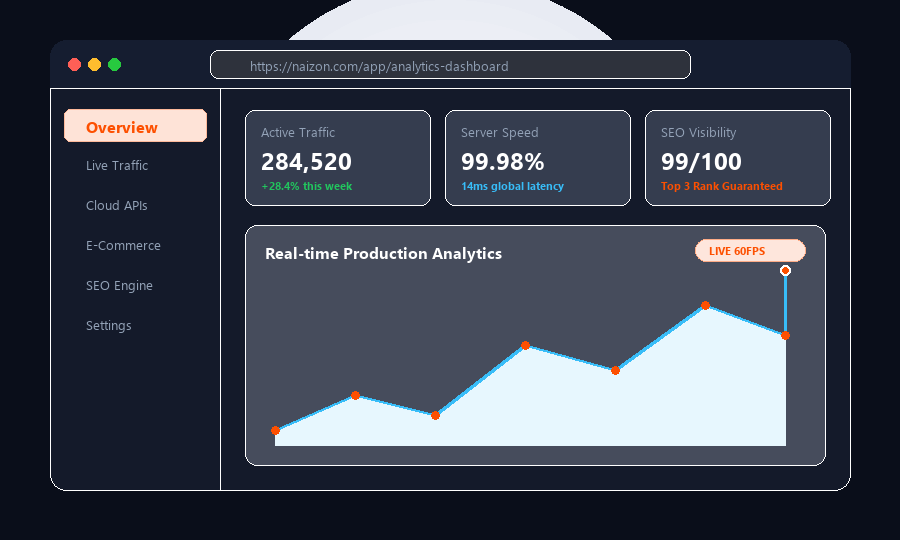 https://naizon.com/app/analytics-dashboard
Overview
Live Traffic
Cloud APIs
E-Commerce
SEO Engine
Settings
Active Traffic
284,520
+28.4% this week
Server Speed
99.98%
14ms global latency
SEO Visibility
99/100
Top 3 Rank Guaranteed
Real-time Production Analytics
LIVE 60FPS